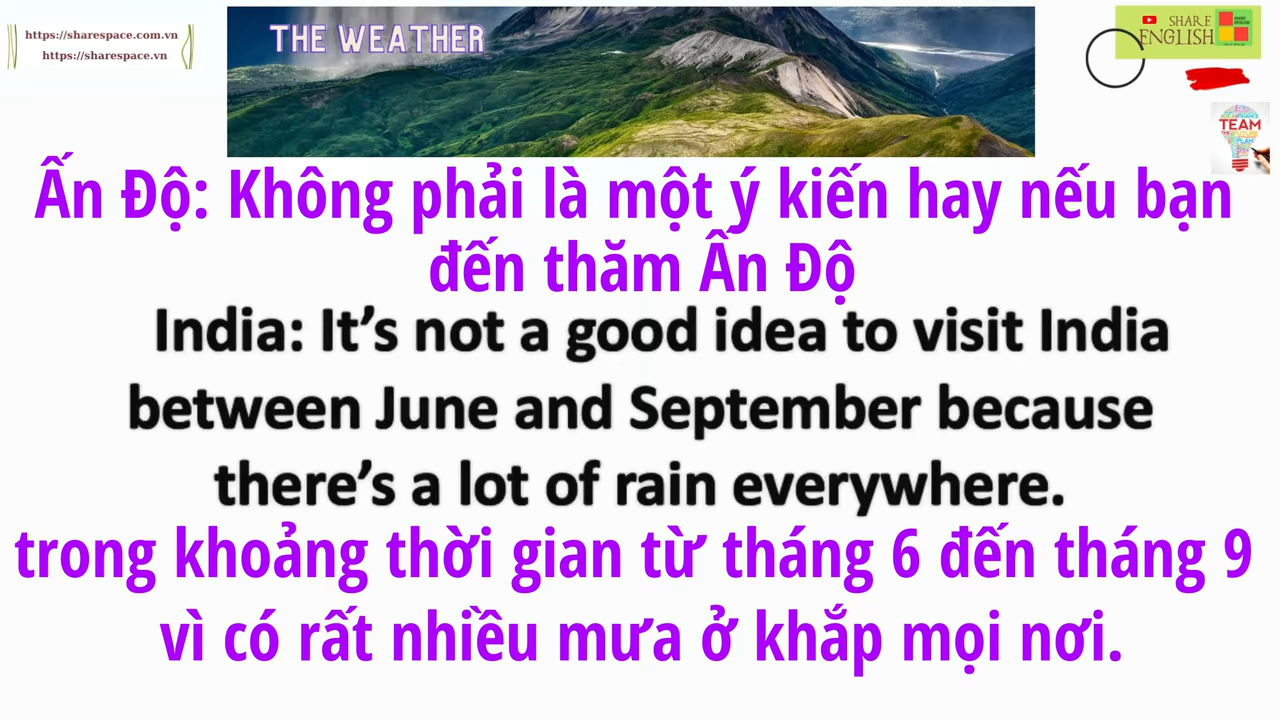 https://sharespace.com.vn
https://sharespace.vn
THE WEATHER
SHARE
ENGLISH
TEAM
Ấn Độ: Không phải là một ý kiến hay nếu bạn
đến thăm Ấn Độ
India: It’s not a good idea to visit India
between June and September because
there’s a lot of rain everywhere.
trong khoảng thời gian từ tháng 6 đến tháng 9
vì có rất nhiều mưa ở khắp mọi nơi.